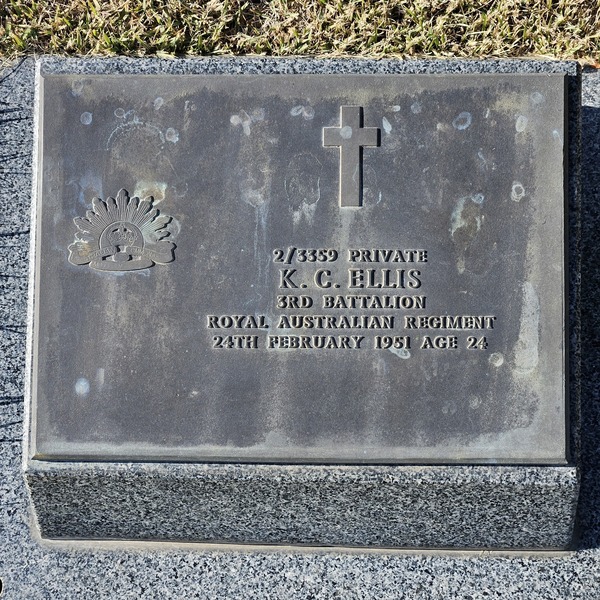 2/3359 PRIVATE
K. C. ELLIS
3RD BATTALION
ROYAL AUSTRALIAN REGIMENT
24TH FEBRUARY 1951 AGE 24